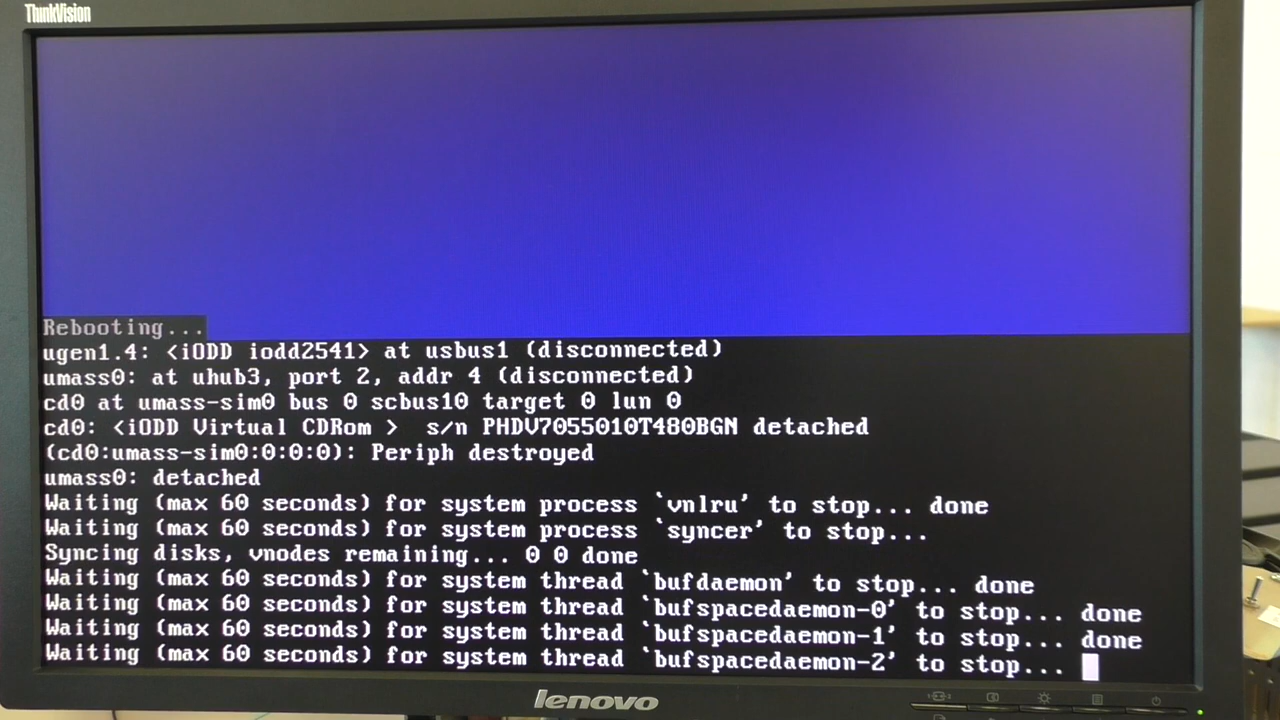 ThinkVision
Rebooting...
ugen1.4: <iODD iodd2541> at usbus1 (disconnected)
umass0: at uhub3, port 2, addr 4 (disconnected)
cd0 at umass-sim0 bus 0 scbus10 target 0 lun 0
cd0: <iODD Virtual CDRom >  s/n PHDV7055010T480BGN detached
(cd0:umass-sim0:0:0:0): Periph destroyed
umass0: detached
Waiting (max 60 seconds) for system process `vnlru' to stop... done
Waiting (max 60 seconds) for system process `syncer' to stop...
Syncing disks, vnodes remaining... 0 0 done
Waiting (max 60 seconds) for system thread `bufdaemon' to stop... done
Waiting (max 60 seconds) for system thread `bufspacedaemon-0' to stop... done
Waiting (max 60 seconds) for system thread `bufspacedaemon-1' to stop... done
Waiting (max 60 seconds) for system thread `bufspacedaemon-2' to stop...
lenovo